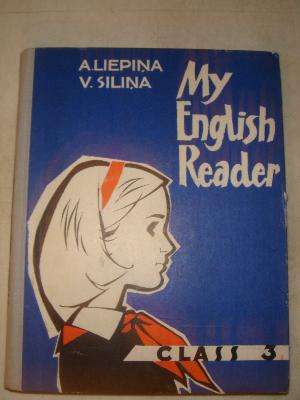 A. LIEPIŅA
V. SILIŅA
My
English
Reader
CLASS 3